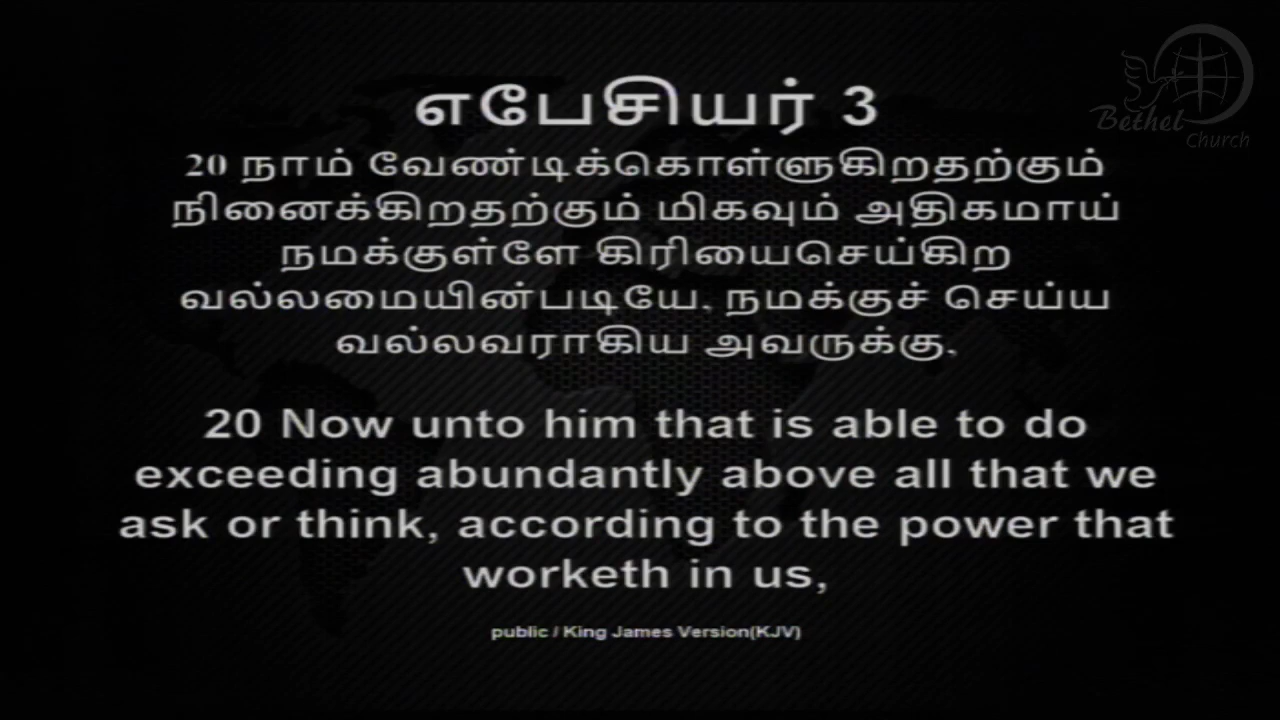 Bethel
Church
எபேசியர் 3
20 நாம் வேண்டிக்கொள்ளுகிறதற்கும்
நினைக்கிறதற்கும் மிகவும் அதிகமாய்
நமக்குள்ளே கிரியைசெய்கிற
வல்லமையின்படியே, நமக்குச் செய்ய
வல்லவராகிய அவருக்கு,
20 Now unto him that is able to do
exceeding abundantly above all that we
ask or think, according to the power that
worketh in us,
public / King James Version(KJV)